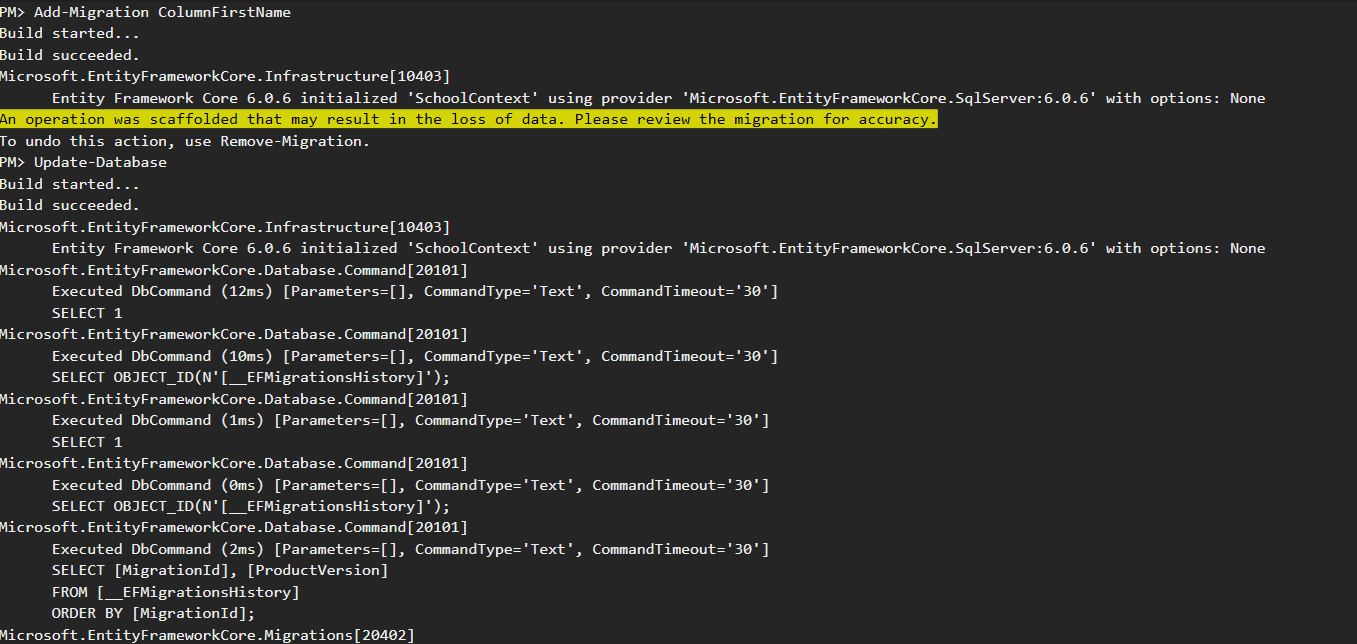 PM> Add-Migration ColumnFirstName
Build started...
Build succeeded.
Microsoft.EntityFrameworkCore.Infrastructure[10403]
Entity Framework Core 6.0.6 initialized 'SchoolContext' using provider 'Microsoft.EntityFrameworkCore.SqlServer:6.0.6' with options: None
An operation was scaffolded that may result in the loss of data. Please review the migration for accuracy.
To undo this action, use Remove-Migration.
PM> Update-Database
Build started...
Build succeeded.
Microsoft.EntityFrameworkCore.Infrastructure[10403]
Entity Framework Core 6.0.6 initialized 'SchoolContext' using provider 'Microsoft.EntityFrameworkCore.SqlServer:6.0.6' with options: None
Microsoft.EntityFrameworkCore.Database.Command[20101]
Executed DbCommand (12ms) [Parameters=[], CommandType='Text', CommandTimeout='30']
SELECT 1
Microsoft.EntityFrameworkCore.Database.Command[20101]
Executed DbCommand (10ms) [Parameters=[], CommandType='Text', CommandTimeout='30']
SELECT OBJECT_ID(N'[__EFMigrationsHistory]');
Microsoft.EntityFrameworkCore.Database.Command[20101]
Executed DbCommand (1ms) [Parameters=[], CommandType='Text', CommandTimeout='30']
SELECT 1
Microsoft.EntityFrameworkCore.Database.Command[20101]
Executed DbCommand (0ms) [Parameters=[], CommandType='Text', CommandTimeout='30']
SELECT OBJECT_ID(N'[__EFMigrationsHistory]');
Microsoft.EntityFrameworkCore.Database.Command[20101]
Executed DbCommand (2ms) [Parameters=[], CommandType='Text', CommandTimeout='30']
SELECT [MigrationId], [ProductVersion]
FROM [__EFMigrationsHistory]
ORDER BY [MigrationId];
Microsoft.EntityFrameworkCore.Migrations[20402]